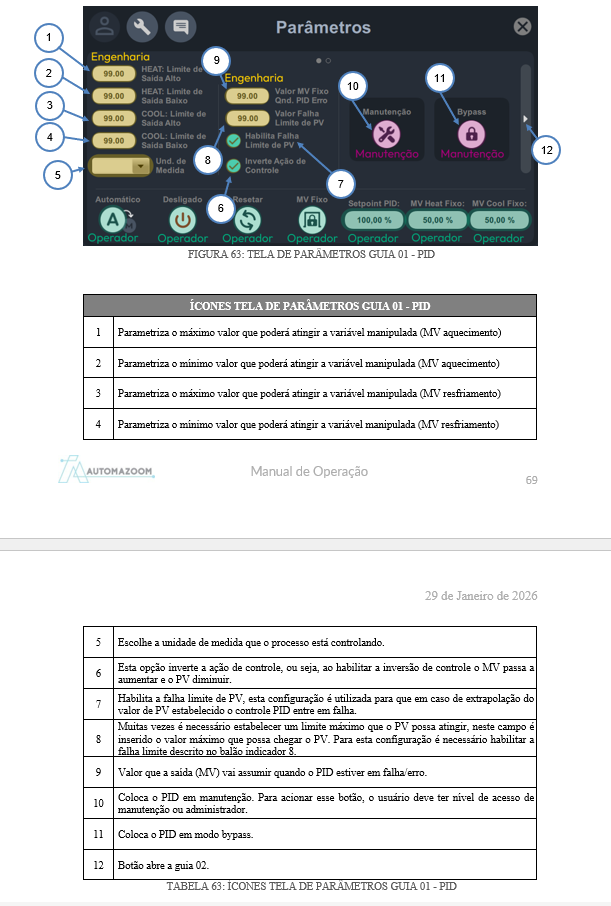 Parâmetros
1
2
3
4
5
6
7
8
9
10
11
12
Engenharia
99.00 HEAT: Limite de Saída Alto
99.00 HEAT: Limite de Saída Baixo
99.00 COOL: Limite de Saída Alto
99.00 COOL: Limite de Saída Baixo
Und. de Medida
Engenharia
99.00 Valor MV Fixo Qnd. PID Erro
99.00 Valor Falha Limite de PV
Habilita Falha Limite de PV
Inverte Ação de Controle
Manutenção
Manutenção
Bypass
Manutenção
Automático
A
M
Operador
Desligado
Operador
Resetar
Operador
MV Fixo
Operador
Setpoint PID:
100,00 %
Operador
MV Heat Fixo:
50,00 %
Operador
MV Cool Fixo:
50,00 %
Operador
FIGURA 63: TELA DE PARÂMETROS GUIA 01 - PID
ÍCONES TELA DE PARÂMETROS GUIA 01 - PID
1 Parametriza o máximo valor que poderá atingir a variável manipulada (MV aquecimento)
2 Parametriza o mínimo valor que poderá atingir a variável manipulada (MV aquecimento)
3 Parametriza o máximo valor que poderá atingir a variável manipulada (MV resfriamento)
4 Parametriza o mínimo valor que poderá atingir a variável manipulada (MV resfriamento)
AUTOMAZOOM
Manual de Operação
69
29 de Janeiro de 2026
5 Escolhe a unidade de medida que o processo está controlando.
6 Esta opção inverte a ação de controle, ou seja, ao habilitar a inversão de controle o MV passa a
aumentar e o PV diminuir.
7 Habilita a falha limite de PV, esta configuração é utilizada para que em caso de extrapolação do
valor de PV estabelecido o controle PID entre em falha.
8 Muitas vezes é necessário estabelecer um limite máximo que o PV possa atingir, neste campo é
inserido o valor máximo que possa chegar o PV. Para esta configuração é necessário habilitar a
falha limite descrito no balão indicador 8.
9 Valor que a saída (MV) vai assumir quando o PID estiver em falha/erro.
10 Coloca o PID em manutenção. Para acionar esse botão, o usuário deve ter nível de acesso de
manutenção ou administrador.
11 Coloca o PID em modo bypass.
12 Botão abre a guia 02.
TABELA 63: ÍCONES TELA DE PARÂMETROS GUIA 01 - PID